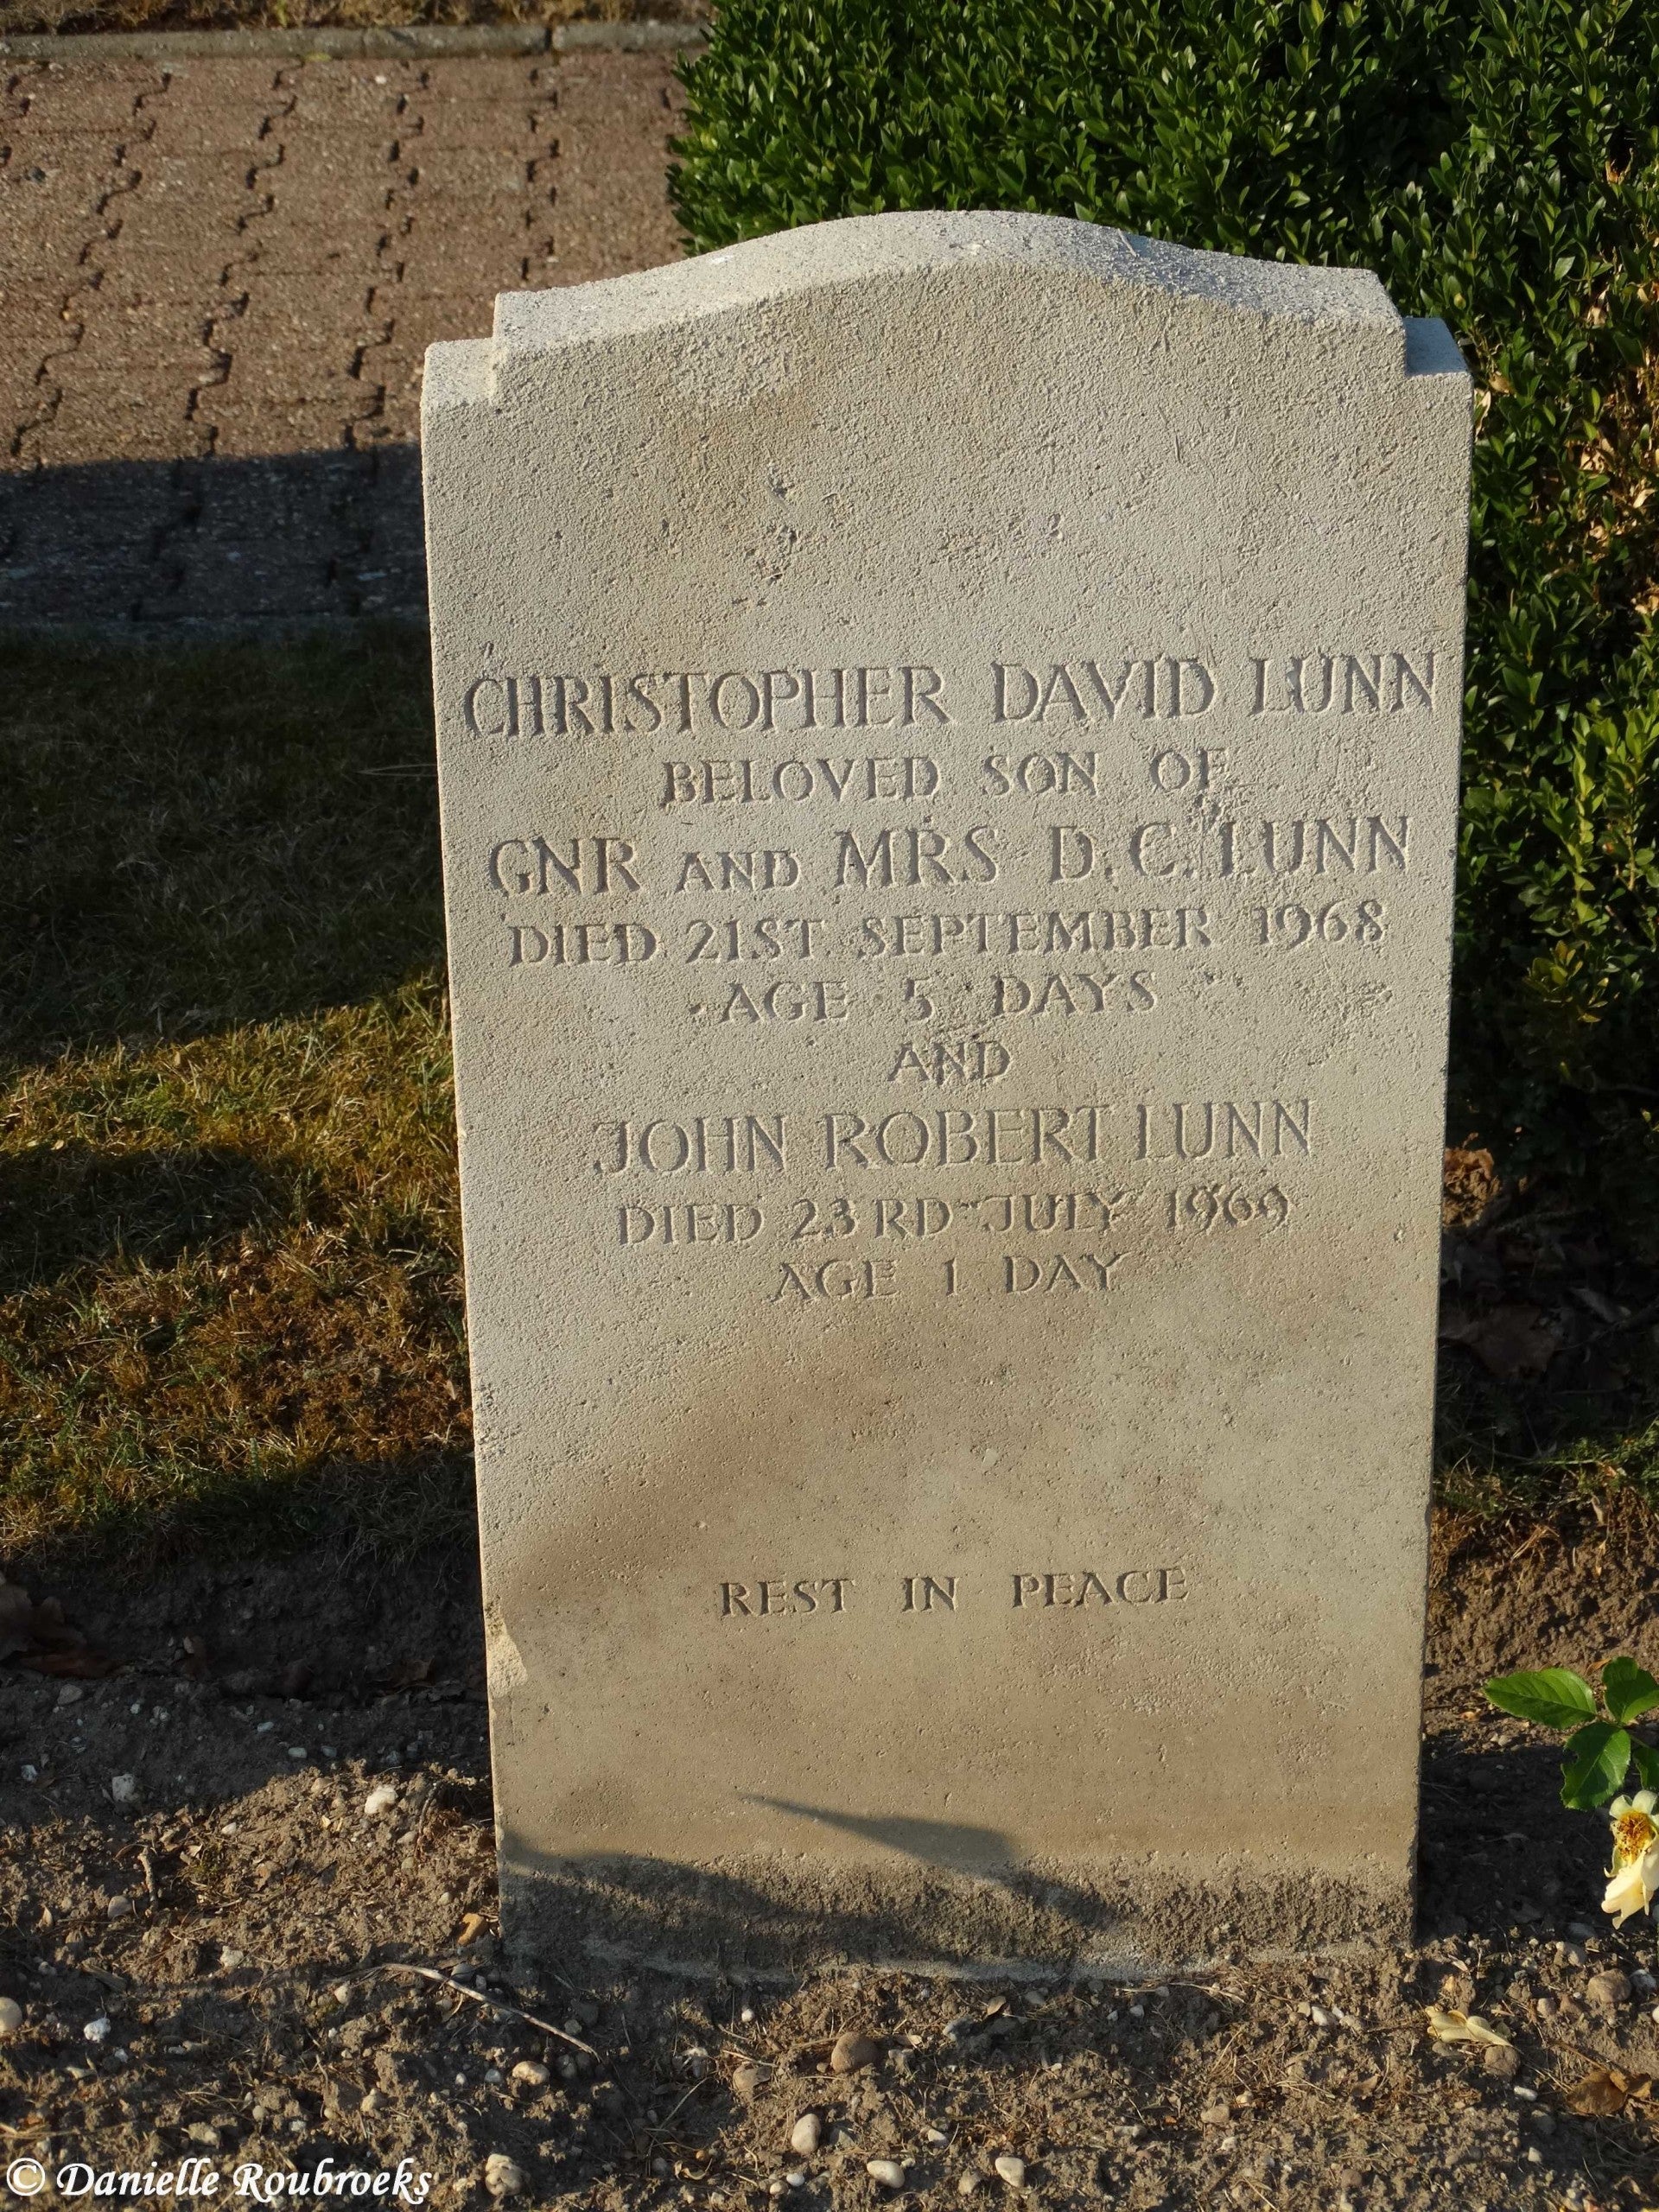 CHRISTOPHER DAVID LUNN
BELOVED SON OF
GNR AND MRS D.C. LUNN
DIED 21ST SEPTEMBER 1968
AGE 5 DAYS
AND
JOHN ROBERT LUNN
DIED 23RD JULY 1969
AGE 1 DAY
REST IN PEACE
© Danielle Roubroeks